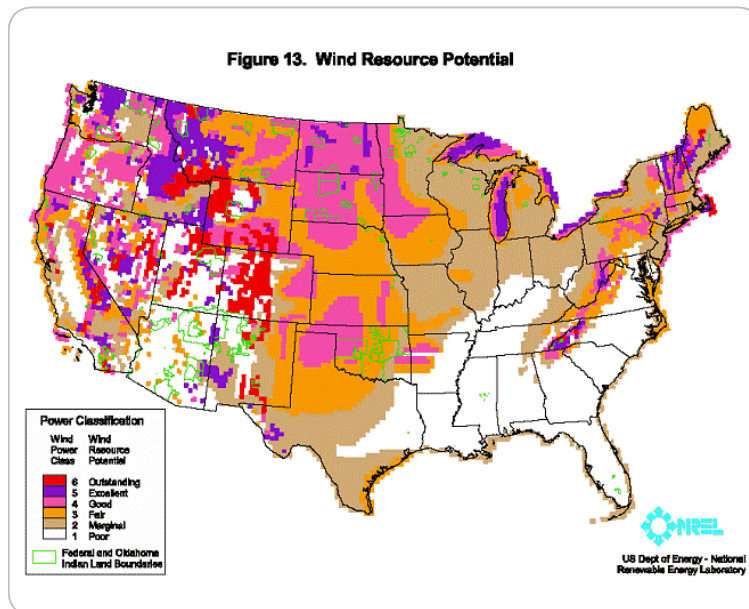 Figure 13. Wind Resource Potential
Power Classification
Wind Wind
Power Resource
Class Potential
6 Outstanding
5 Excellent
4 Good
3 Fair
2 Marginal
1 Poor
Federal and Oklahoma
Indian Land Boundaries
NREL
US Dept of Energy - National
Renewable Energy Laboratory